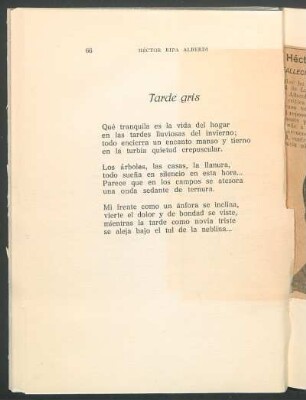 68 HÉCTOR RIPA ALBERDI
Tarde gris
Qué tranquila es la vida del hogar
en las tardes lluviosas del invierno;
todo encierra un encanto manso y tierno
en la turbia quietud crepuscular.
Los árboles, las casas, la llanura,
todo sueña en silencio en esta hora...
Parece que en los campos se atesora
una onda sedante de ternura.
Mi frente como un ánfora se inclina,
vierte el dolor y de bondad se viste,
mientras la tarde como novia triste
se aleja bajo el tul de la neblina...
Héct